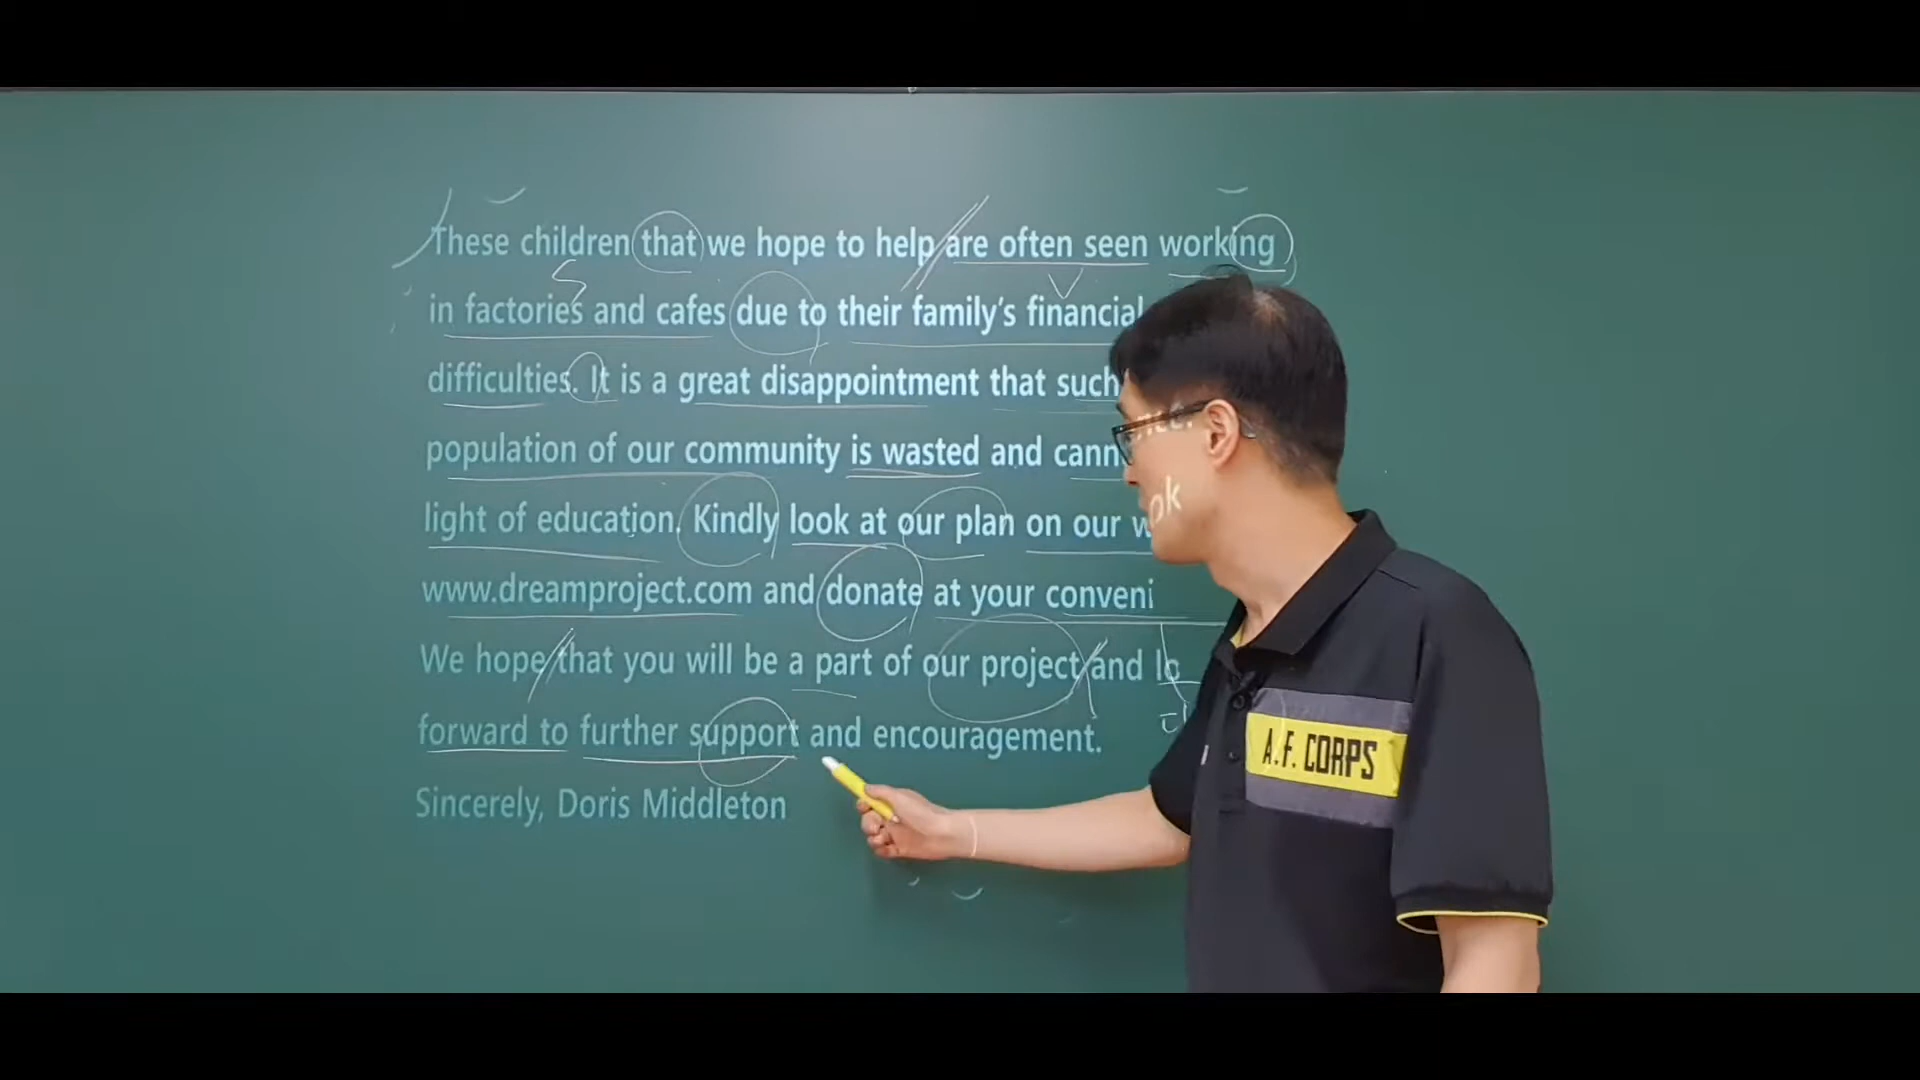 These children that we hope to help are often seen working
in factories and cafes due to their family's financial
difficulties. It is a great disappointment that such
population of our community is wasted and cann
light of education. Kindly look at our plan on our w
www.dreamproject.com and donate at your conveni
We hope that you will be a part of our project and lo
forward to further support and encouragement.
Sincerely, Doris Middleton
nce.
ok
S
V
A.F. CORPS